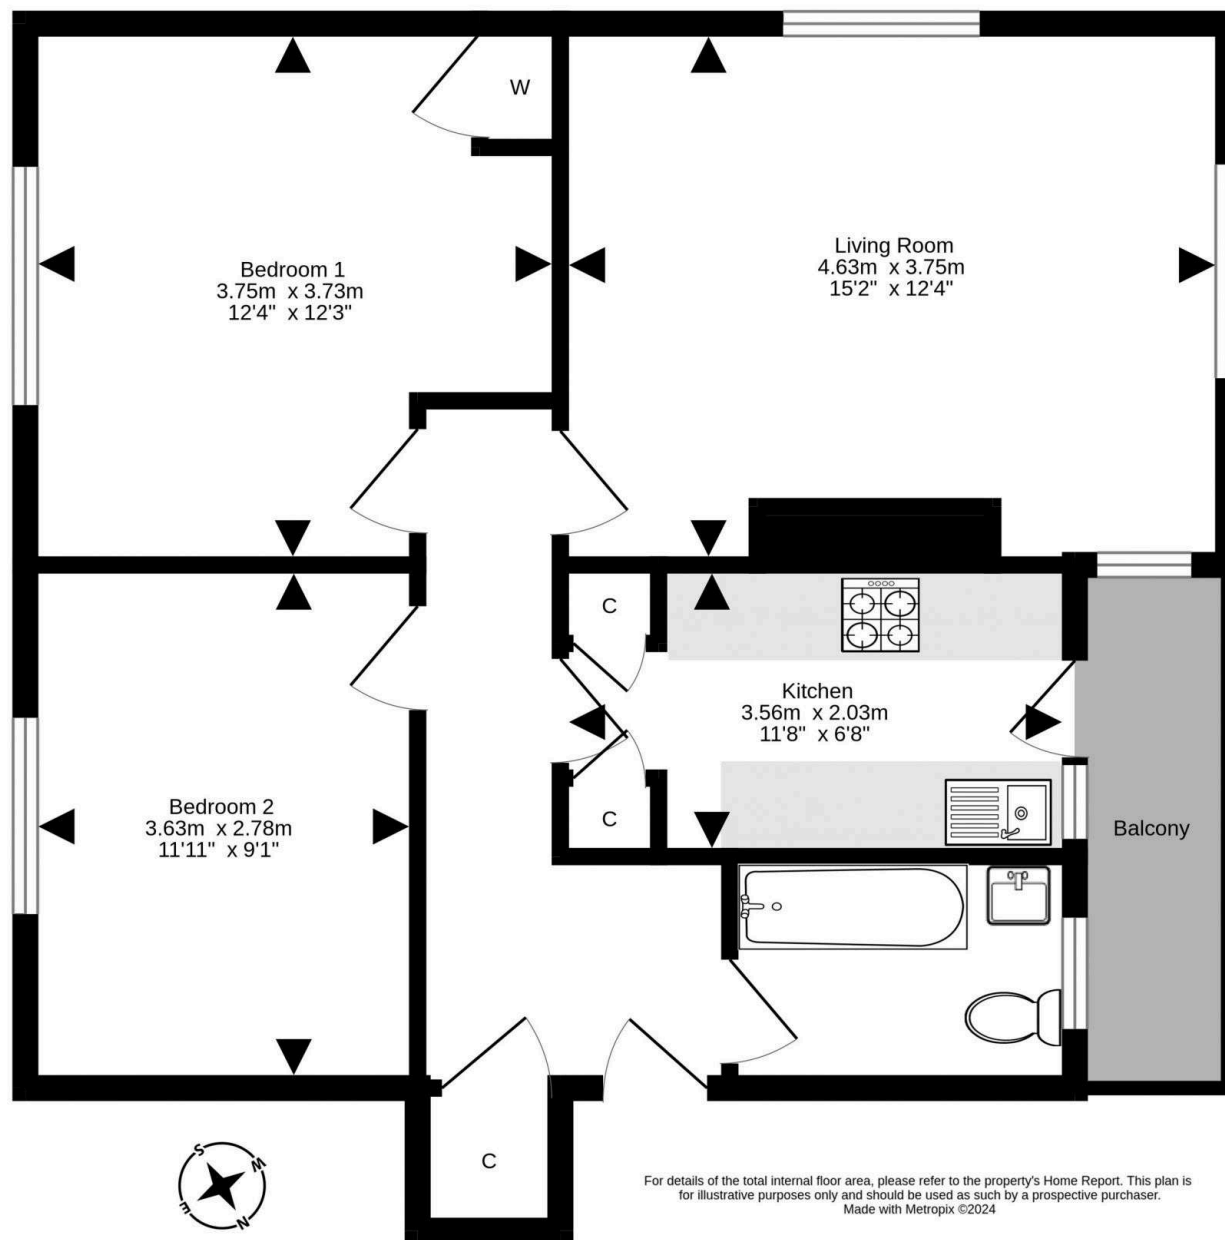 W
Bedroom 1
3.75m x 3.73m
12'4" x 12'3"
Living Room
4.63m x 3.75m
15'2" x 12'4"
C
Kitchen
3.56m x 2.03m
11'8" x 6'8"
C
Bedroom 2
3.63m x 2.78m
11'11" x 9'1"
Balcony
C
S
W
E
N
For details of the total internal floor area, please refer to the property's Home Report. This plan is
for illustrative purposes only and should be used as such by a prospective purchaser.
Made with Metropix ©2024